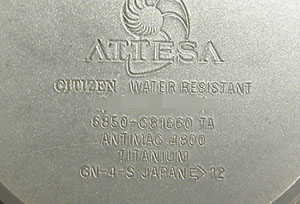 ATTESA
CITIZEN WATER RESISTANT
6850-G81660 TA
ANTIMAG.4800
TITANIUM
GN-4-S JAPAN E>12